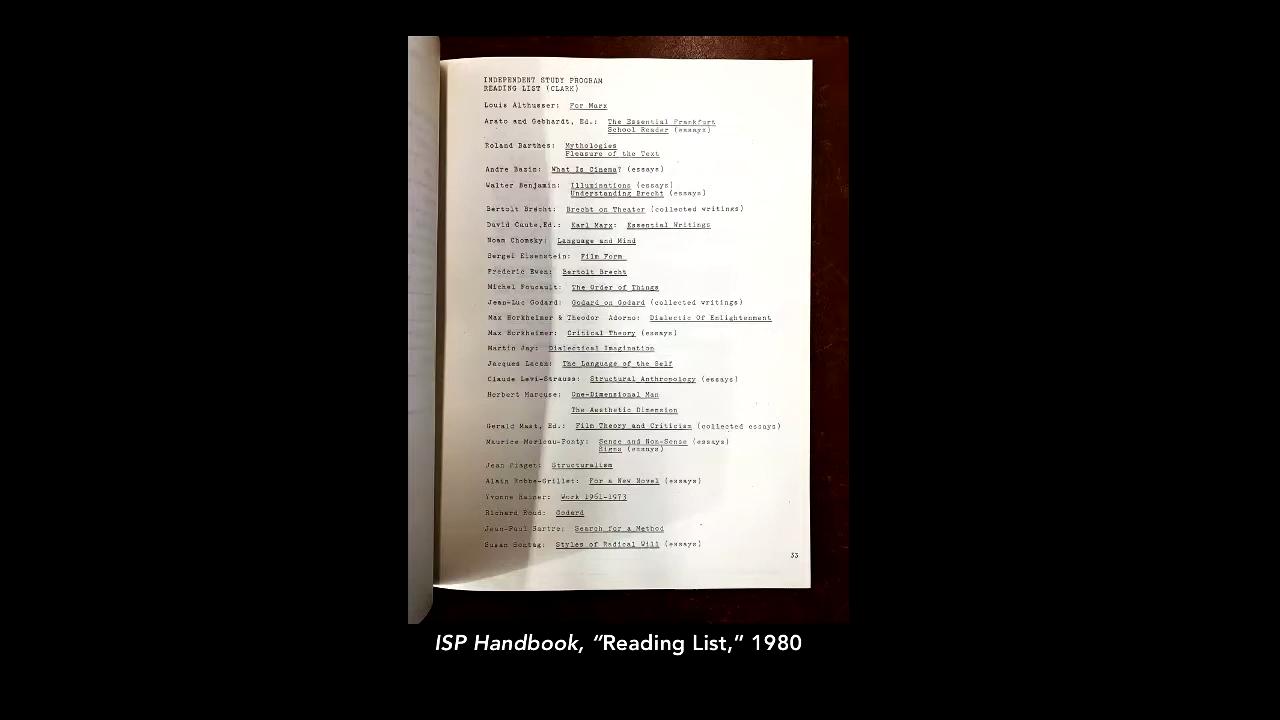 INDEPENDENT STUDY PROGRAM
READING LIST (CLARK)
Louis Althusser: For Marx
Arato and Gebhardt, Ed.: The Essential Frankfurt
School Reader (essays)
Roland Barthes: Mythologies
Pleasure of the Text
Andre Bazin: What Is Cinema? (essays)
Walter Benjamin: Illuminations (essays)
Understanding Brecht (essays)
Bertolt Brecht: Brecht on Theater (collected writings)
David Caute,Ed.: Karl Marx: Essential Writings
Noam Chomsky: Language and Mind
Sergei Eisenstein: Film Form
Frederic Ewen: Bertolt Brecht
Michel Foucault: The Order of Things
Jean-Luc Godard: Godard on Godard (collected writings)
Max Horkheimer & Theodor Adorno: Dialectic Of Enlightenment
Max Horkheimer: Critical Theory (essays)
Martin Jay: Dialectical Imagination
Jacques Lacan: The Language of the Self
Claude Levi-Strauss: Structural Anthropology (essays)
Herbert Marcuse: One-Dimensional Man
The Aesthetic Dimension
Gerald Mast, Ed.: Film Theory and Criticism (collected essays)
Maurice Merleau-Ponty: Sense and Non-Sense (essays)
Signs (essays)
Jean Piaget: Structuralism
Alain Robbe-Grillet: For a New Novel (essays)
Yvonne Rainer: Work 1961-1973
Richard Roud: Godard
Jean-Paul Sartre: Search for a Method
Susan Sontag: Styles of Radical Will (essays)
33
ISP Handbook, “Reading List,” 1980